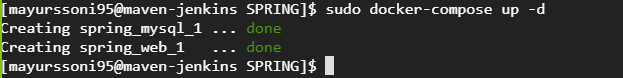 [mayurssoni95@maven-jenkins SPRING]$ sudo docker-compose up -d
Creating spring_mysql_1 ... done
Creating spring_web_1   ... done
[mayurssoni95@maven-jenkins SPRING]$